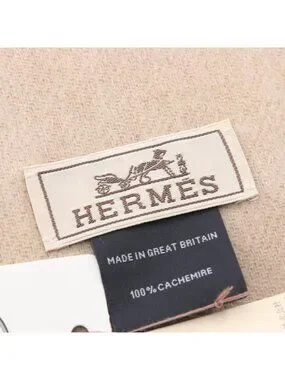 HERMES
MADE IN GREAT BRITAIN
100% CACHEMIRE